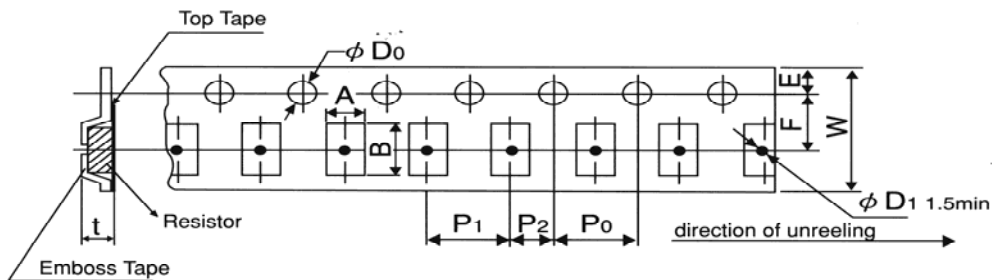 Top Tape
φ D0
A
E
F
W
B
φ D1 1.5min
t
Resistor
P1
P2
P0
direction of unreeling
Emboss Tape